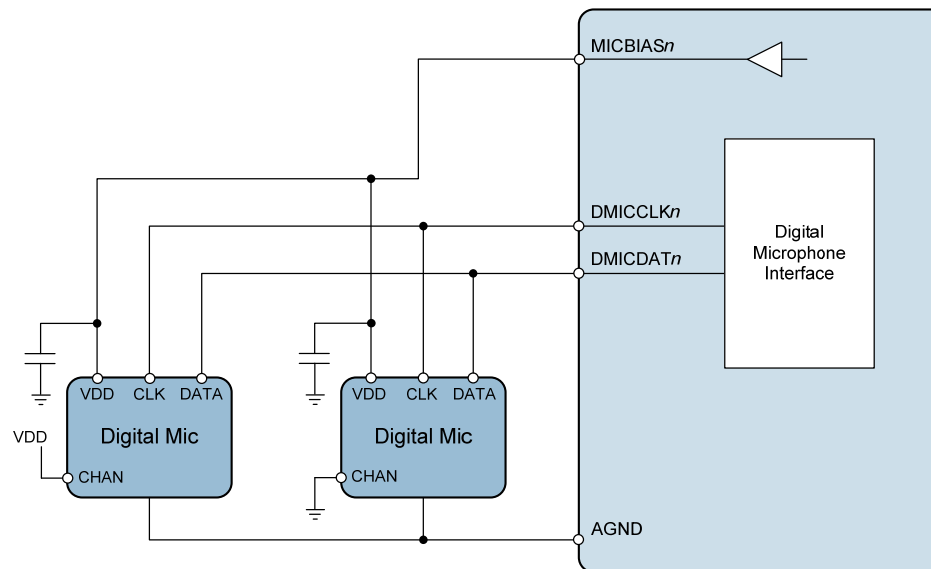 MICBIASn
DMICCLKn
DMICDATn
Digital
Microphone
Interface
VDD CLK DATA
Digital Mic
VDD
CHAN
VDD CLK DATA
Digital Mic
CHAN
AGND